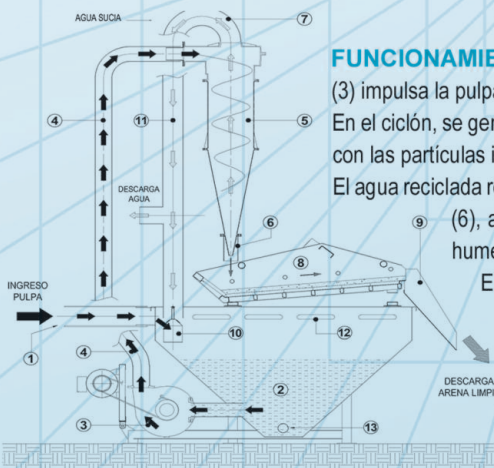 AGUA SUCIA
7
FUNCIONAMIE
(3) impulsa la pulpa
En el ciclón, se gen
con las partículas i
El agua reciclada r
(6), a
hume
E
4
11
5
DESCARGA
AGUA
6
9
8
INGRESO
PULPA
1
10
12
4
2
DESCARGA
ARENA LIMPI
3
13